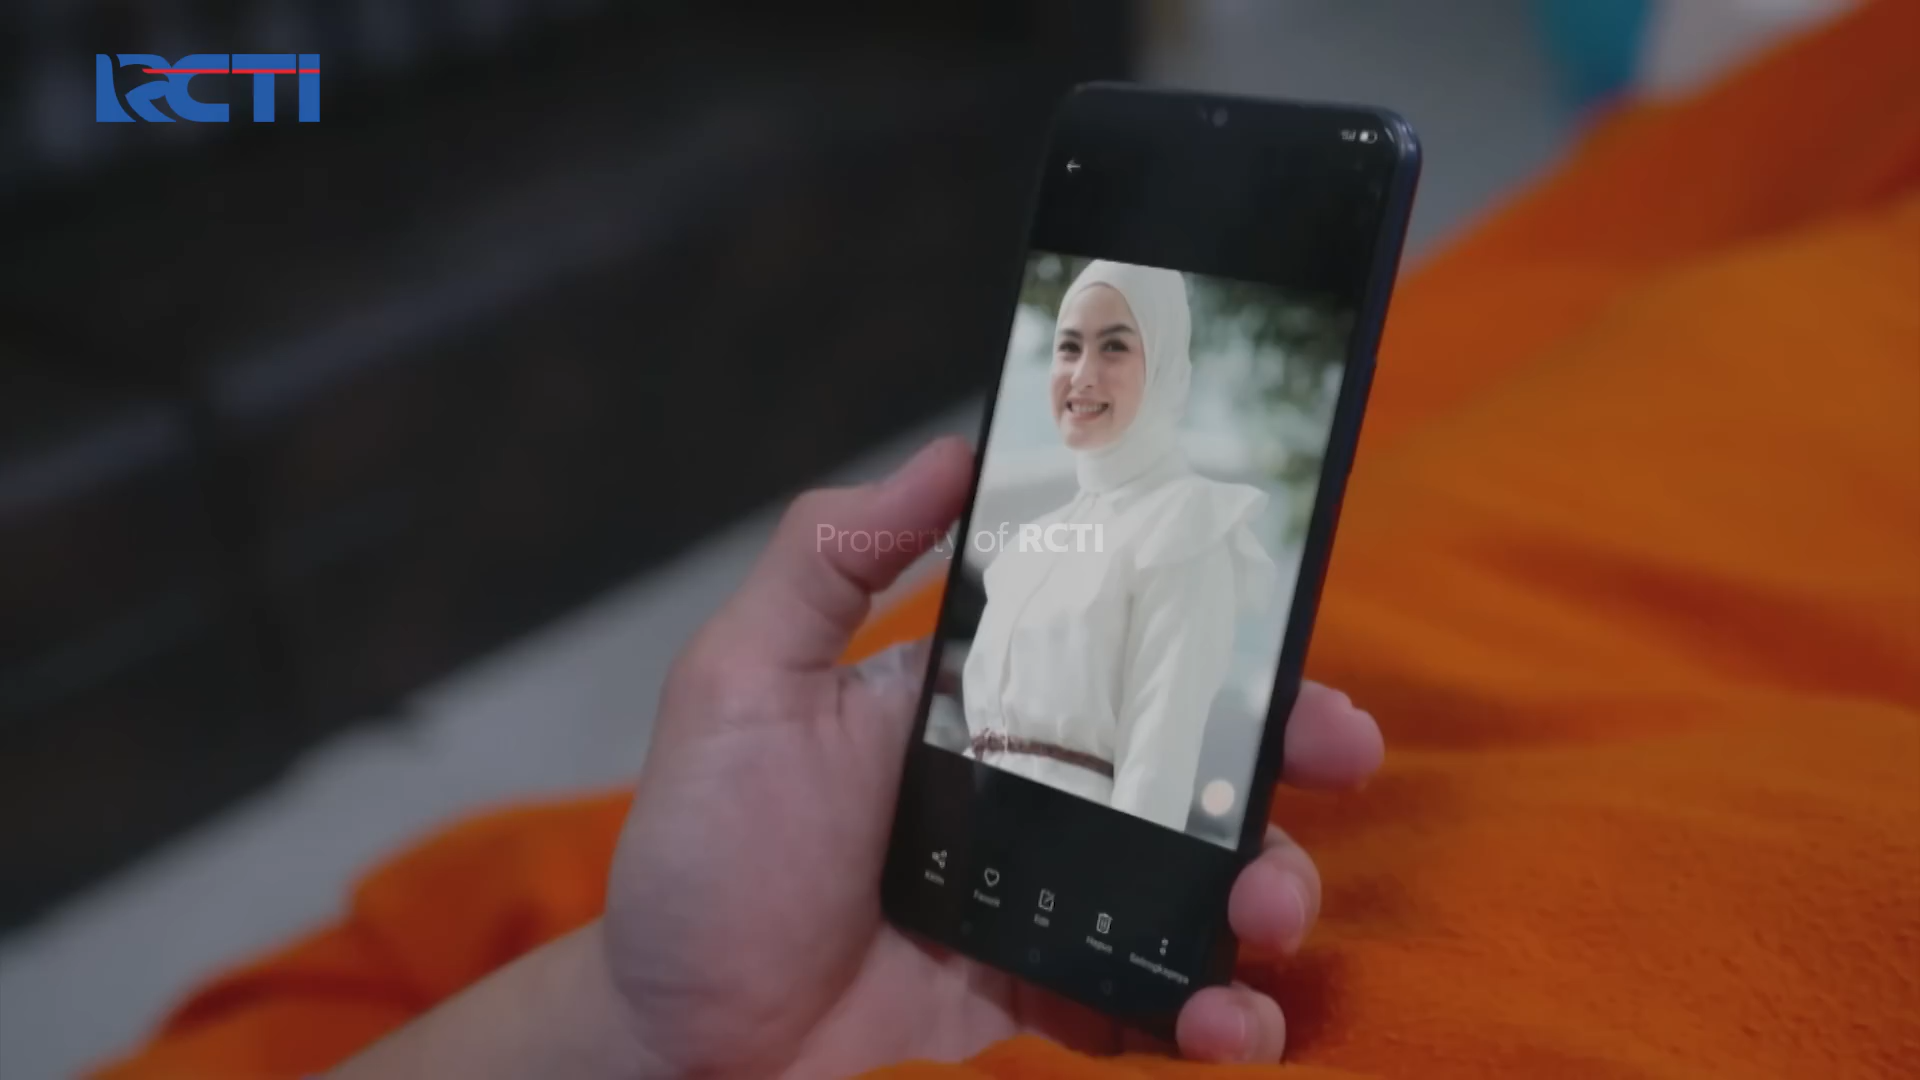 RCTI
Property of RCTI
Kirim
Favorit
Edit
Hapus
Selengkapnya